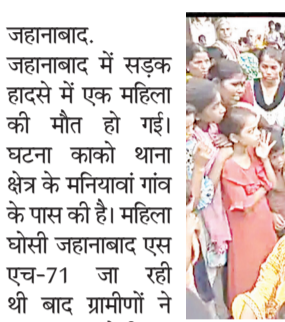 जहानाबाद.
जहानाबाद में सड़क
हादसे में एक महिला
की मौत हो गई।
घटना काको थाना
क्षेत्र के मनियावां गांव
के पास की है। महिला
घोसी जहानाबाद एस
एच-71 जा रही
थी बाद ग्रामीणों ने